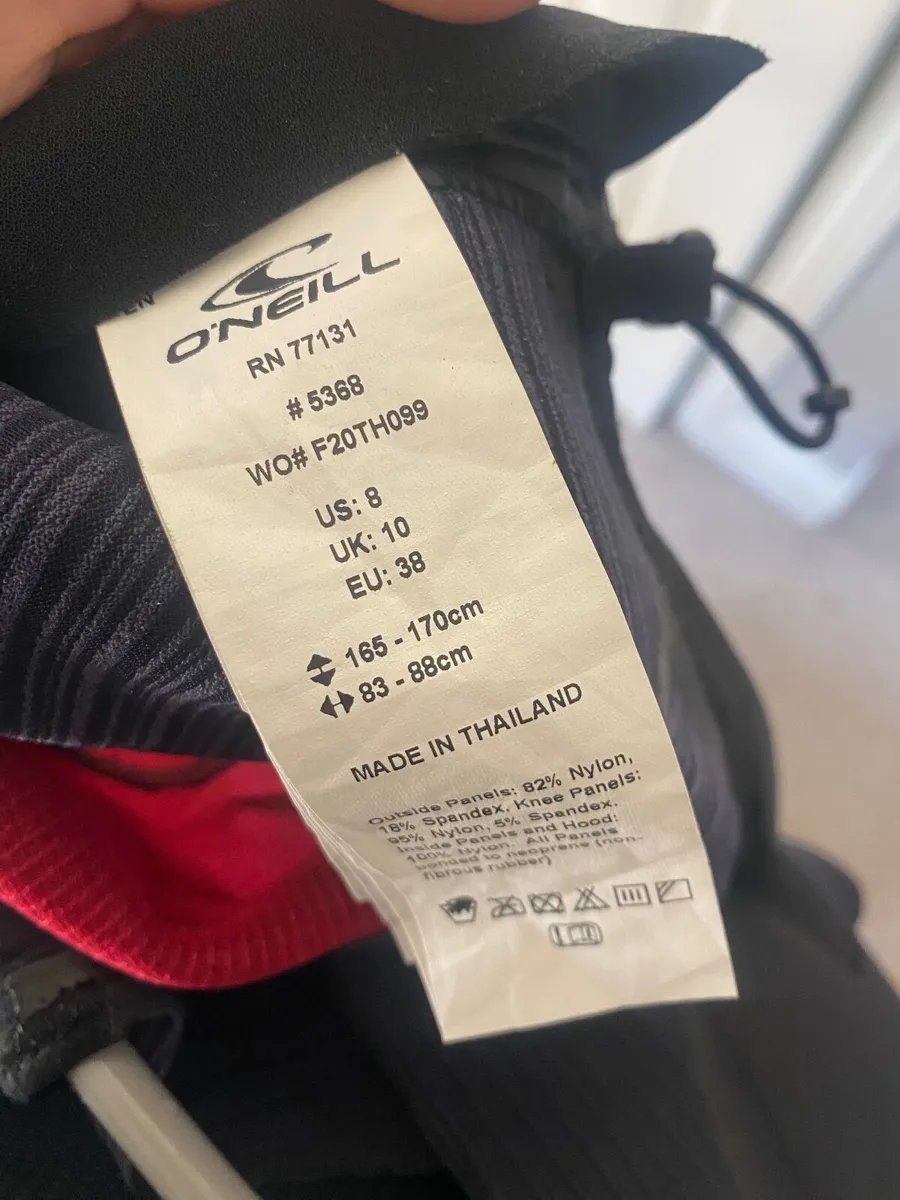 EN
O'NEILL
RN 77131
# 5368
WO# F20TH099
US: 8
UK: 10
EU: 38
165 - 170cm
83 - 88cm
MADE IN THAILAND
Outside Panels: 82% Nylon,
18% Spandex, Knee Panels:
95% Nylon, 5% Spandex.
Inside Panels and Hood:
100% Nylon. All Panels
bonded to neoprene (non-
fibrous rubber)